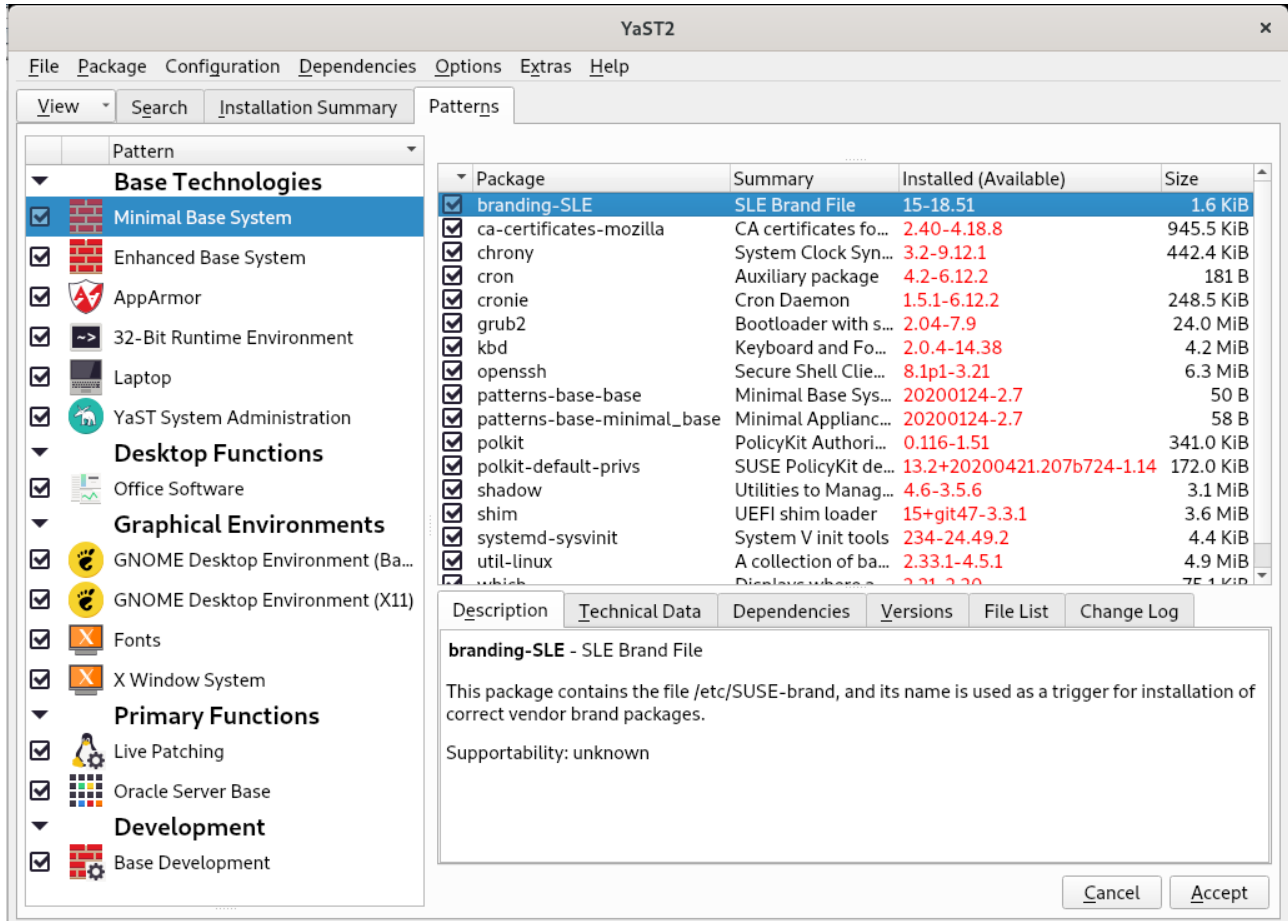 YaST2
File Package Configuration Dependencies Options Extras Help
View Search Installation Summary Patterns
Pattern
Base Technologies
Minimal Base System
Enhanced Base System
AppArmor
32-Bit Runtime Environment
Laptop
YaST System Administration
Desktop Functions
Office Software
Graphical Environments
GNOME Desktop Environment (Ba...
GNOME Desktop Environment (X11)
Fonts
X Window System
Primary Functions
Live Patching
Oracle Server Base
Development
Base Development
Package Summary Installed (Available) Size
branding-SLE SLE Brand File 15-18.51 1.6 KiB
ca-certificates-mozilla CA certificates fo... 2.40-4.18.8 945.5 KiB
chrony System Clock Syn... 3.2-9.12.1 442.4 KiB
cron Auxiliary package 4.2-6.12.2 181 B
cronie Cron Daemon 1.5.1-6.12.2 248.5 KiB
grub2 Bootloader with s... 2.04-7.9 24.0 MiB
kbd Keyboard and Fo... 2.0.4-14.38 4.2 MiB
openssh Secure Shell Clie... 8.1p1-3.21 6.3 MiB
patterns-base-base Minimal Base Sys... 20200124-2.7 50 B
patterns-base-minimal_base Minimal Applianc... 20200124-2.7 58 B
polkit PolicyKit Authori... 0.116-1.51 341.0 KiB
polkit-default-privs SUSE PolicyKit de... 13.2+20200421.207b724-1.14 172.0 KiB
shadow Utilities to Manag... 4.6-3.5.6 3.1 MiB
shim UEFI shim loader 15+git47-3.3.1 3.6 MiB
systemd-sysvinit System V init tools 234-24.49.2 4.4 KiB
util-linux A collection of ba... 2.33.1-4.5.1 4.9 MiB
which Displays where a... 2.21-2.20 75.1 KiB
Description Technical Data Dependencies Versions File List Change Log
branding-SLE - SLE Brand File
This package contains the file /etc/SUSE-brand, and its name is used as a trigger for installation of
correct vendor brand packages.
Supportability: unknown
Cancel Accept